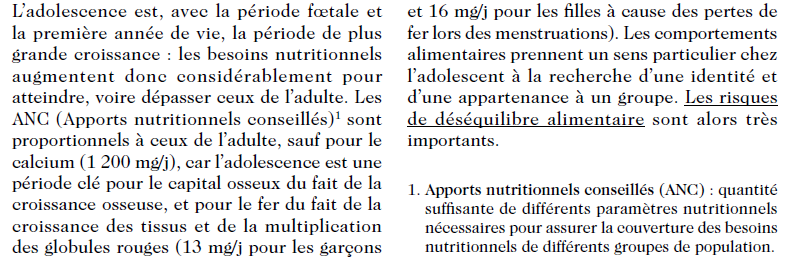 L’adolescence est, avec la période fœtale et
la première année de vie, la période de plus
grande croissance : les besoins nutritionnels
augmentent donc considérablement pour
atteindre, voire dépasser ceux de l’adulte. Les
ANC (Apports nutritionnels conseillés)¹ sont
proportionnels à ceux de l’adulte, sauf pour le
calcium (1 200 mg/j), car l’adolescence est une
période clé pour le capital osseux du fait de la
croissance osseuse, et pour le fer du fait de la
croissance des tissus et de la multiplication
des globules rouges (13 mg/j pour les garçons
et 16 mg/j pour les filles à cause des pertes de
fer lors des menstruations). Les comportements
alimentaires prennent un sens particulier chez
l’adolescent à la recherche d’une identité et
d’une appartenance à un groupe. Les risques
de déséquilibre alimentaire sont alors très
importants.
1. Apports nutritionnels conseillés (ANC) : quantité
suffisante de différents paramètres nutritionnels
nécessaires pour assurer la couverture des besoins
nutritionnels de différents groupes de population.